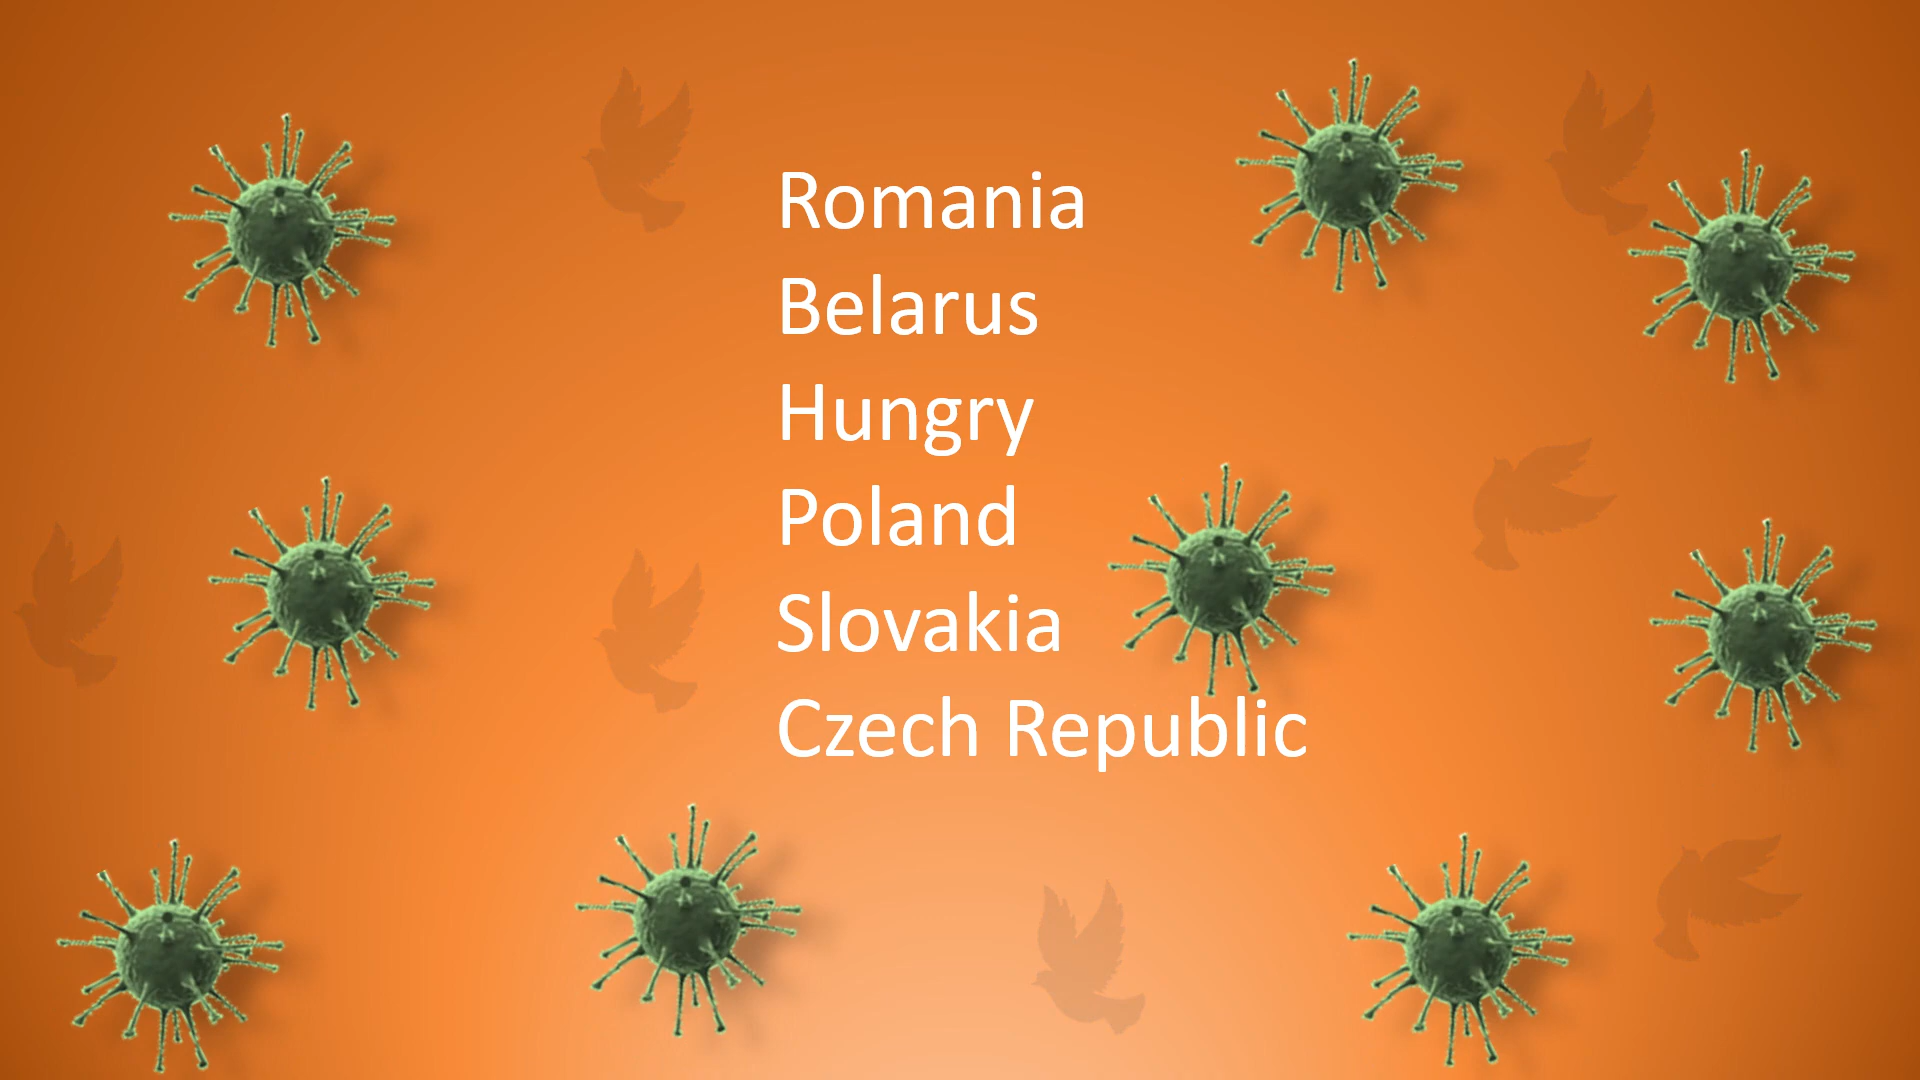 Romania
Belarus
Hungry
Poland
Slovakia
Czech Republic